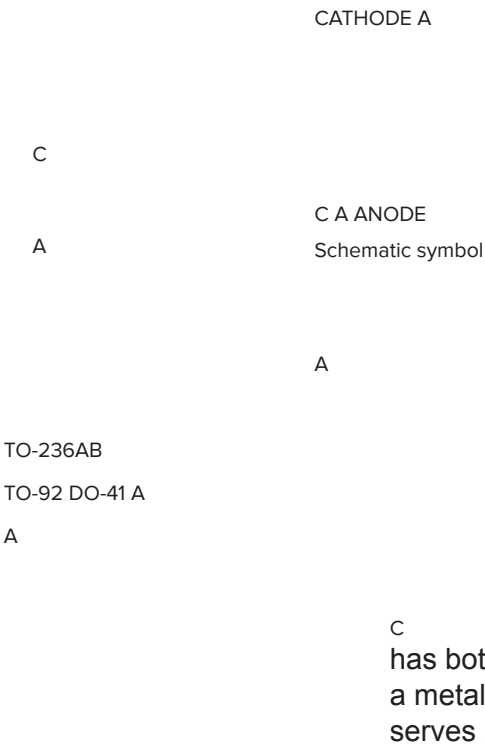 CATHODE A
C
C A ANODE
A
Schematic symbol
A
TO-236AB
TO-92 DO-41 A
A
C
has bot
a metal
serves